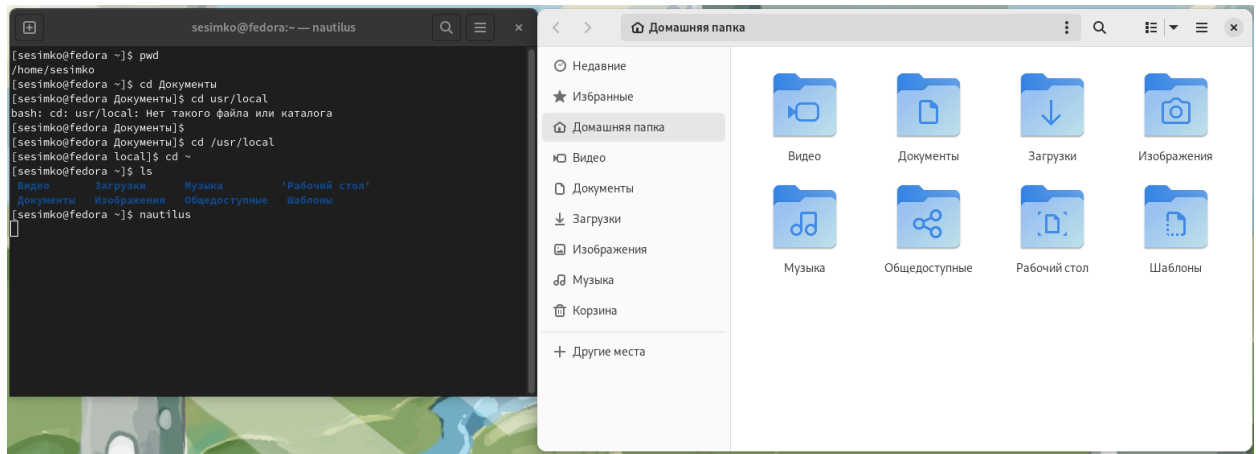 sesimko@fedora:~ — nautilus
[sesimko@fedora ~]$ pwd
/home/sesimko
[sesimko@fedora ~]$ cd Документы
[sesimko@fedora Документы]$ cd usr/local
bash: cd: usr/local: Нет такого файла или каталога
[sesimko@fedora Документы]$
[sesimko@fedora Документы]$ cd /usr/local
[sesimko@fedora local]$ cd ~
[sesimko@fedora ~]$ ls
Видео Загрузки Музыка 'Рабочий стол'
Документы Изображения Общедоступные Шаблоны
[sesimko@fedora ~]$ nautilus
Домашняя папка
Недавние
Избранные
Домашняя папка
Видео
Документы
Загрузки
Изображения
Музыка
Корзина
Другие места
Видео Документы Загрузки Изображения
Музыка Общедоступные Рабочий стол Шаблоны